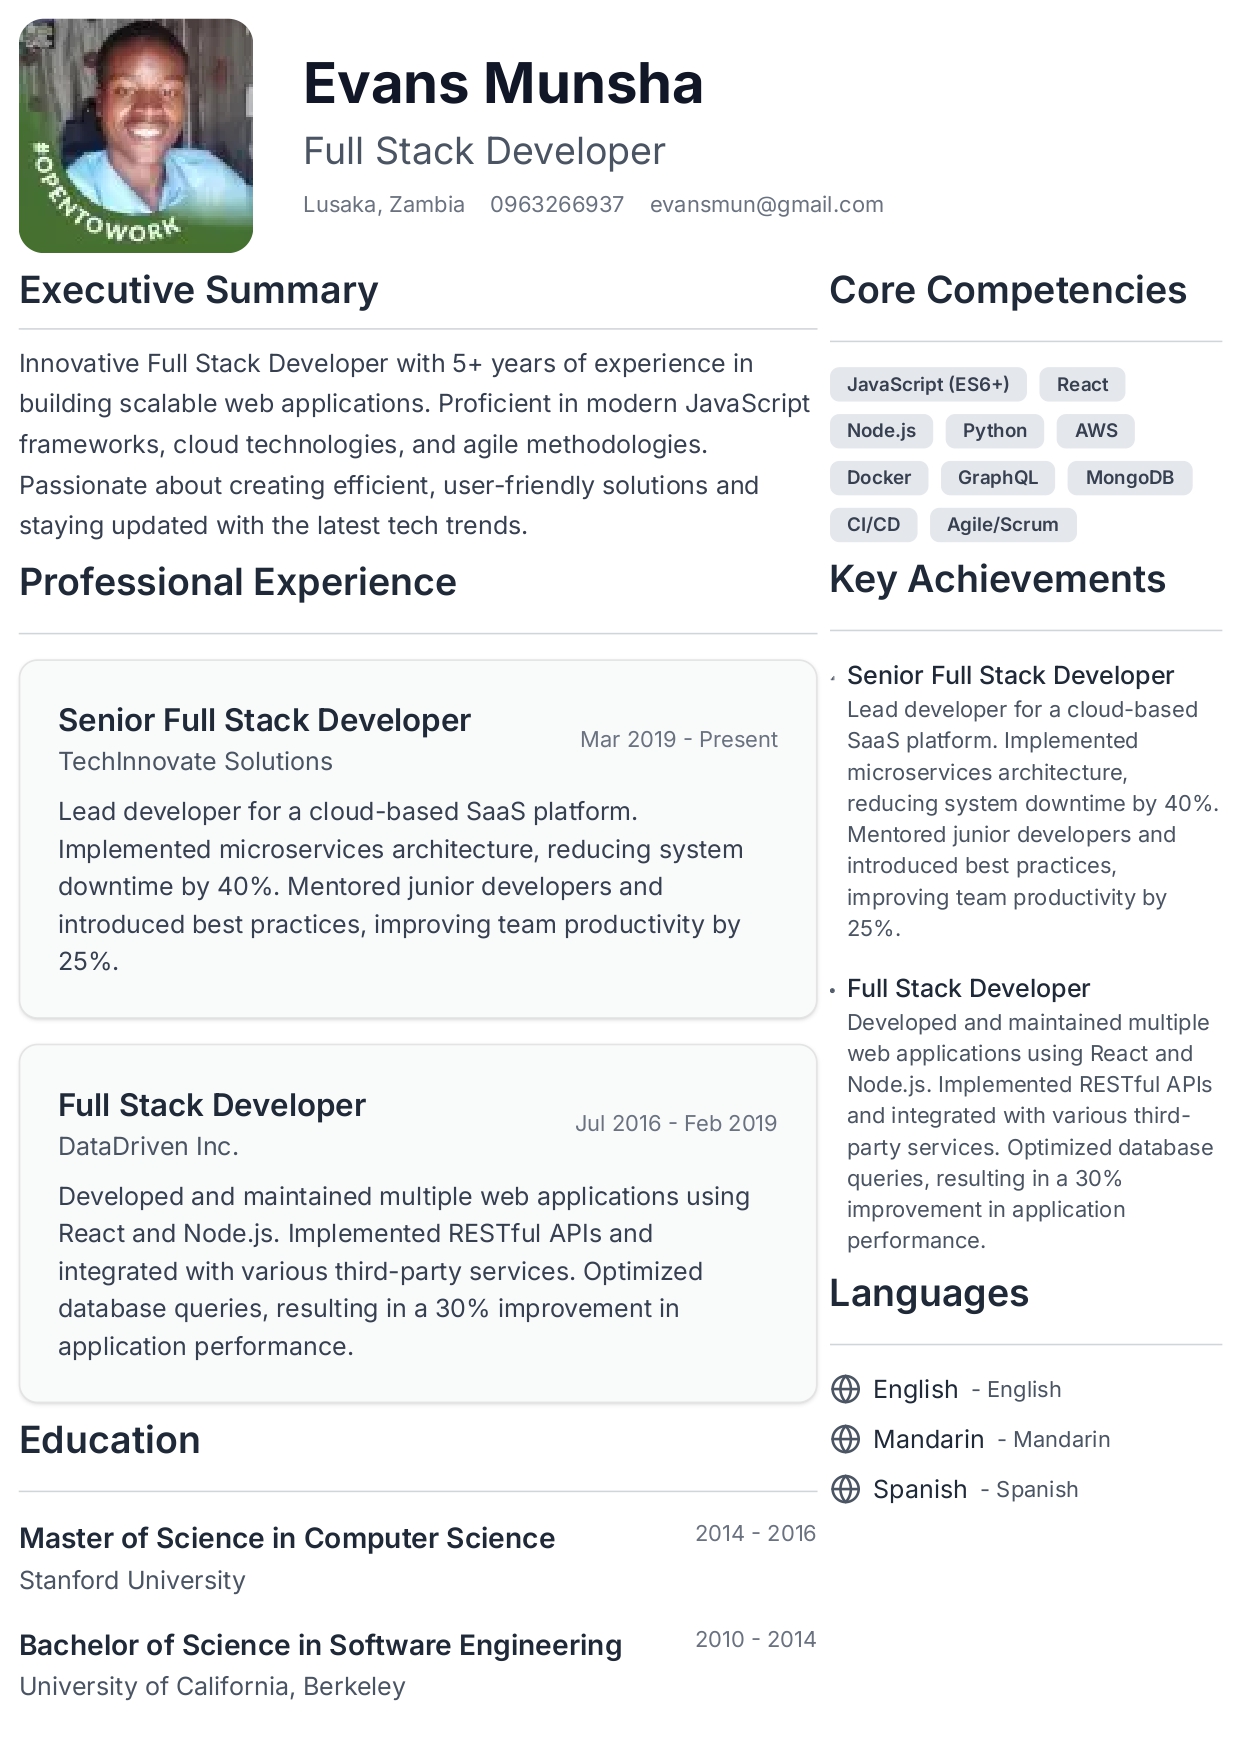 #OPENTOWORK
Evans Munsha
Full Stack Developer
Lusaka, Zambia 0963266937 evansmun@gmail.com
Executive Summary
Innovative Full Stack Developer with 5+ years of experience in
building scalable web applications. Proficient in modern JavaScript
frameworks, cloud technologies, and agile methodologies.
Passionate about creating efficient, user-friendly solutions and
staying updated with the latest tech trends.
Professional Experience
Senior Full Stack Developer
Mar 2019 - Present
TechInnovate Solutions
Lead developer for a cloud-based SaaS platform.
Implemented microservices architecture, reducing system
downtime by 40%. Mentored junior developers and
introduced best practices, improving team productivity by
25%.
Full Stack Developer
Jul 2016 - Feb 2019
DataDriven Inc.
Developed and maintained multiple web applications using
React and Node.js. Implemented RESTful APIs and
integrated with various third-party services. Optimized
database queries, resulting in a 30% improvement in
application performance.
Education
Master of Science in Computer Science 2014 - 2016
Stanford University
Bachelor of Science in Software Engineering 2010 - 2014
University of California, Berkeley
Core Competencies
JavaScript (ES6+) React
Node.js Python AWS
Docker GraphQL MongoDB
CI/CD Agile/Scrum
Key Achievements
Senior Full Stack Developer
Lead developer for a cloud-based
SaaS platform. Implemented
microservices architecture,
reducing system downtime by 40%.
Mentored junior developers and
introduced best practices,
improving team productivity by
25%.
• Full Stack Developer
Developed and maintained multiple
web applications using React and
Node.js. Implemented RESTful APIs
and integrated with various third-
party services. Optimized database
queries, resulting in a 30%
improvement in application
performance.
Languages
English - English
Mandarin - Mandarin
Spanish - Spanish